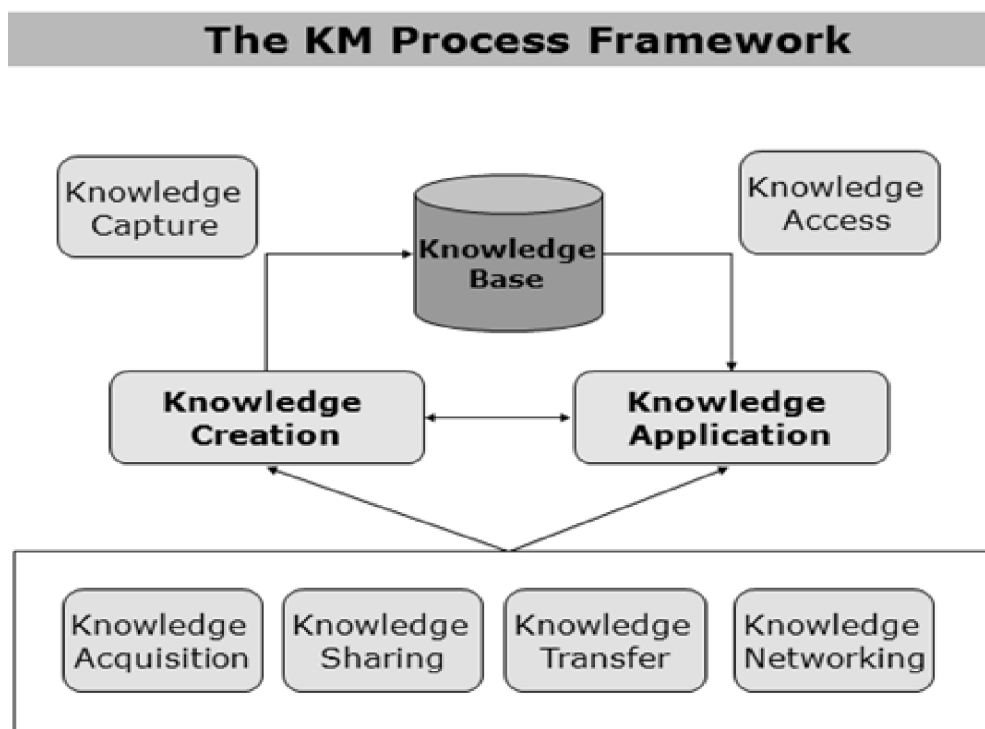 The KM Process Framework
Knowledge
Capture
Knowledge
Base
Knowledge
Access
Knowledge
Creation
Knowledge
Application
Knowledge
Acquisition
Knowledge
Sharing
Knowledge
Transfer
Knowledge
Networking